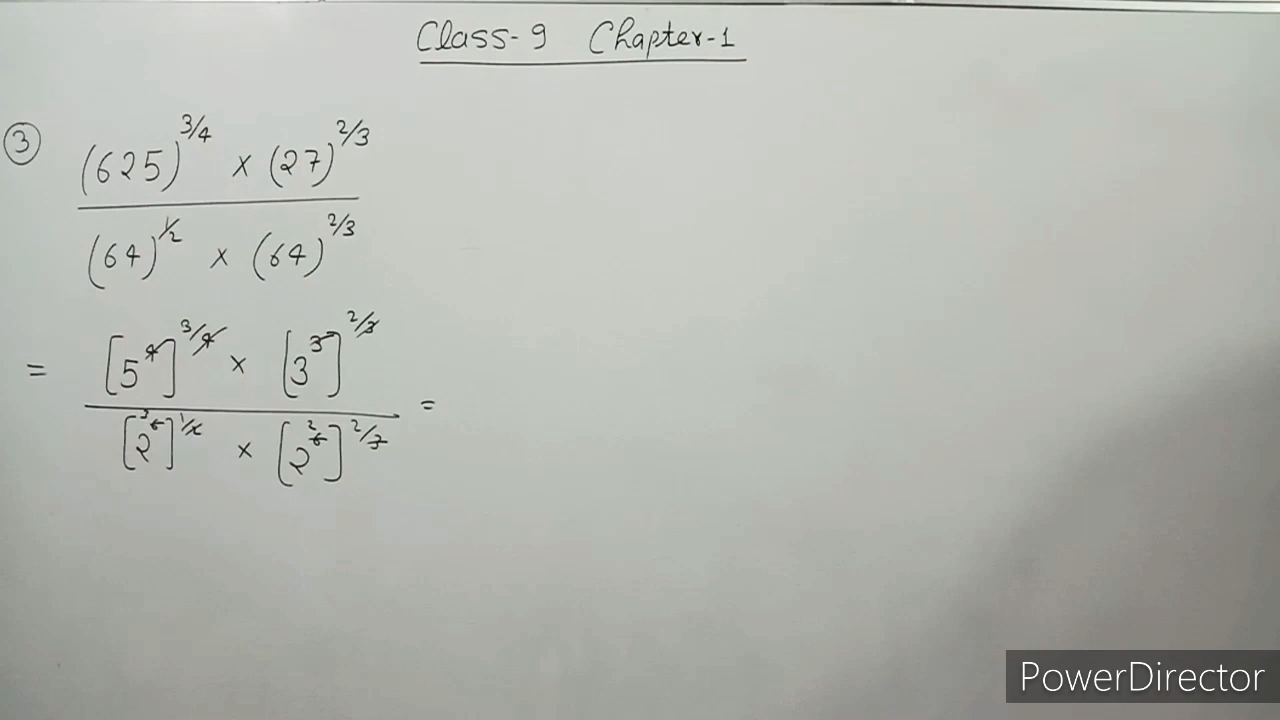 Class-9 Chapter-1
③ (625)^3/4 × (27)^2/3
(64)^1/2 × (64)^2/3
= [5^4]^3/4 × [3^3]^2/3
[2^6]^1/2 × [2^6]^2/3 =
PowerDirector